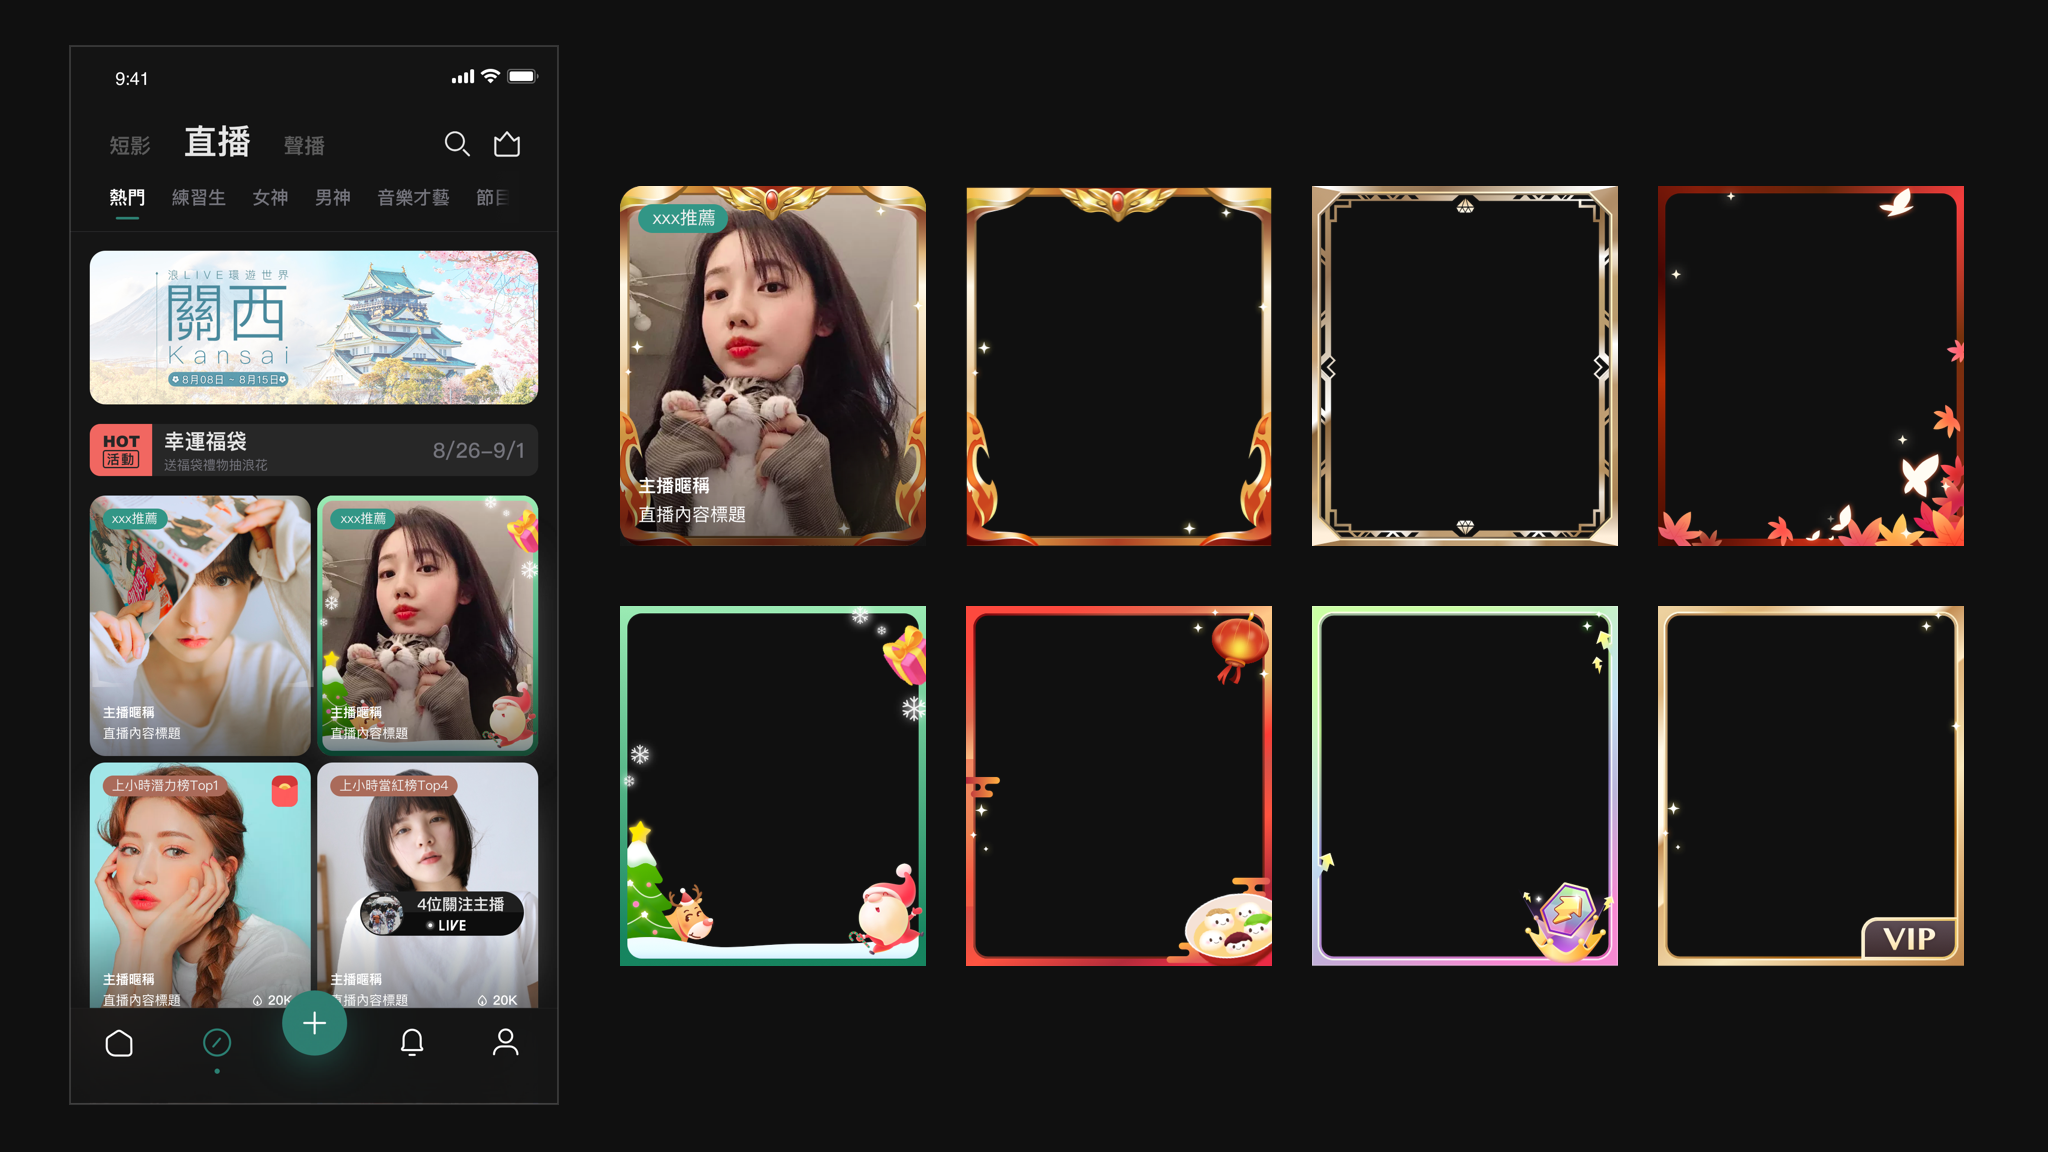 9:41
短影 直播 聲播
熱門 練習生 女神 男神 音樂才藝 節目
浪LIVE環遊世界
關西
Kansai
8月08日 ~ 8月15日
HOT
活動
幸運福袋
送福袋禮物抽浪花
8/26–9/1
xxx推薦
主播暱稱
直播內容標題
xxx推薦
主播暱稱
直播內容標題
上小時潛力榜Top1
主播暱稱
直播內容標題
20K
上小時當紅榜Top4
4位關注主播
LIVE
主播暱稱
直播內容標題
20K
xxx推薦
主播暱稱
直播內容標題
VIP